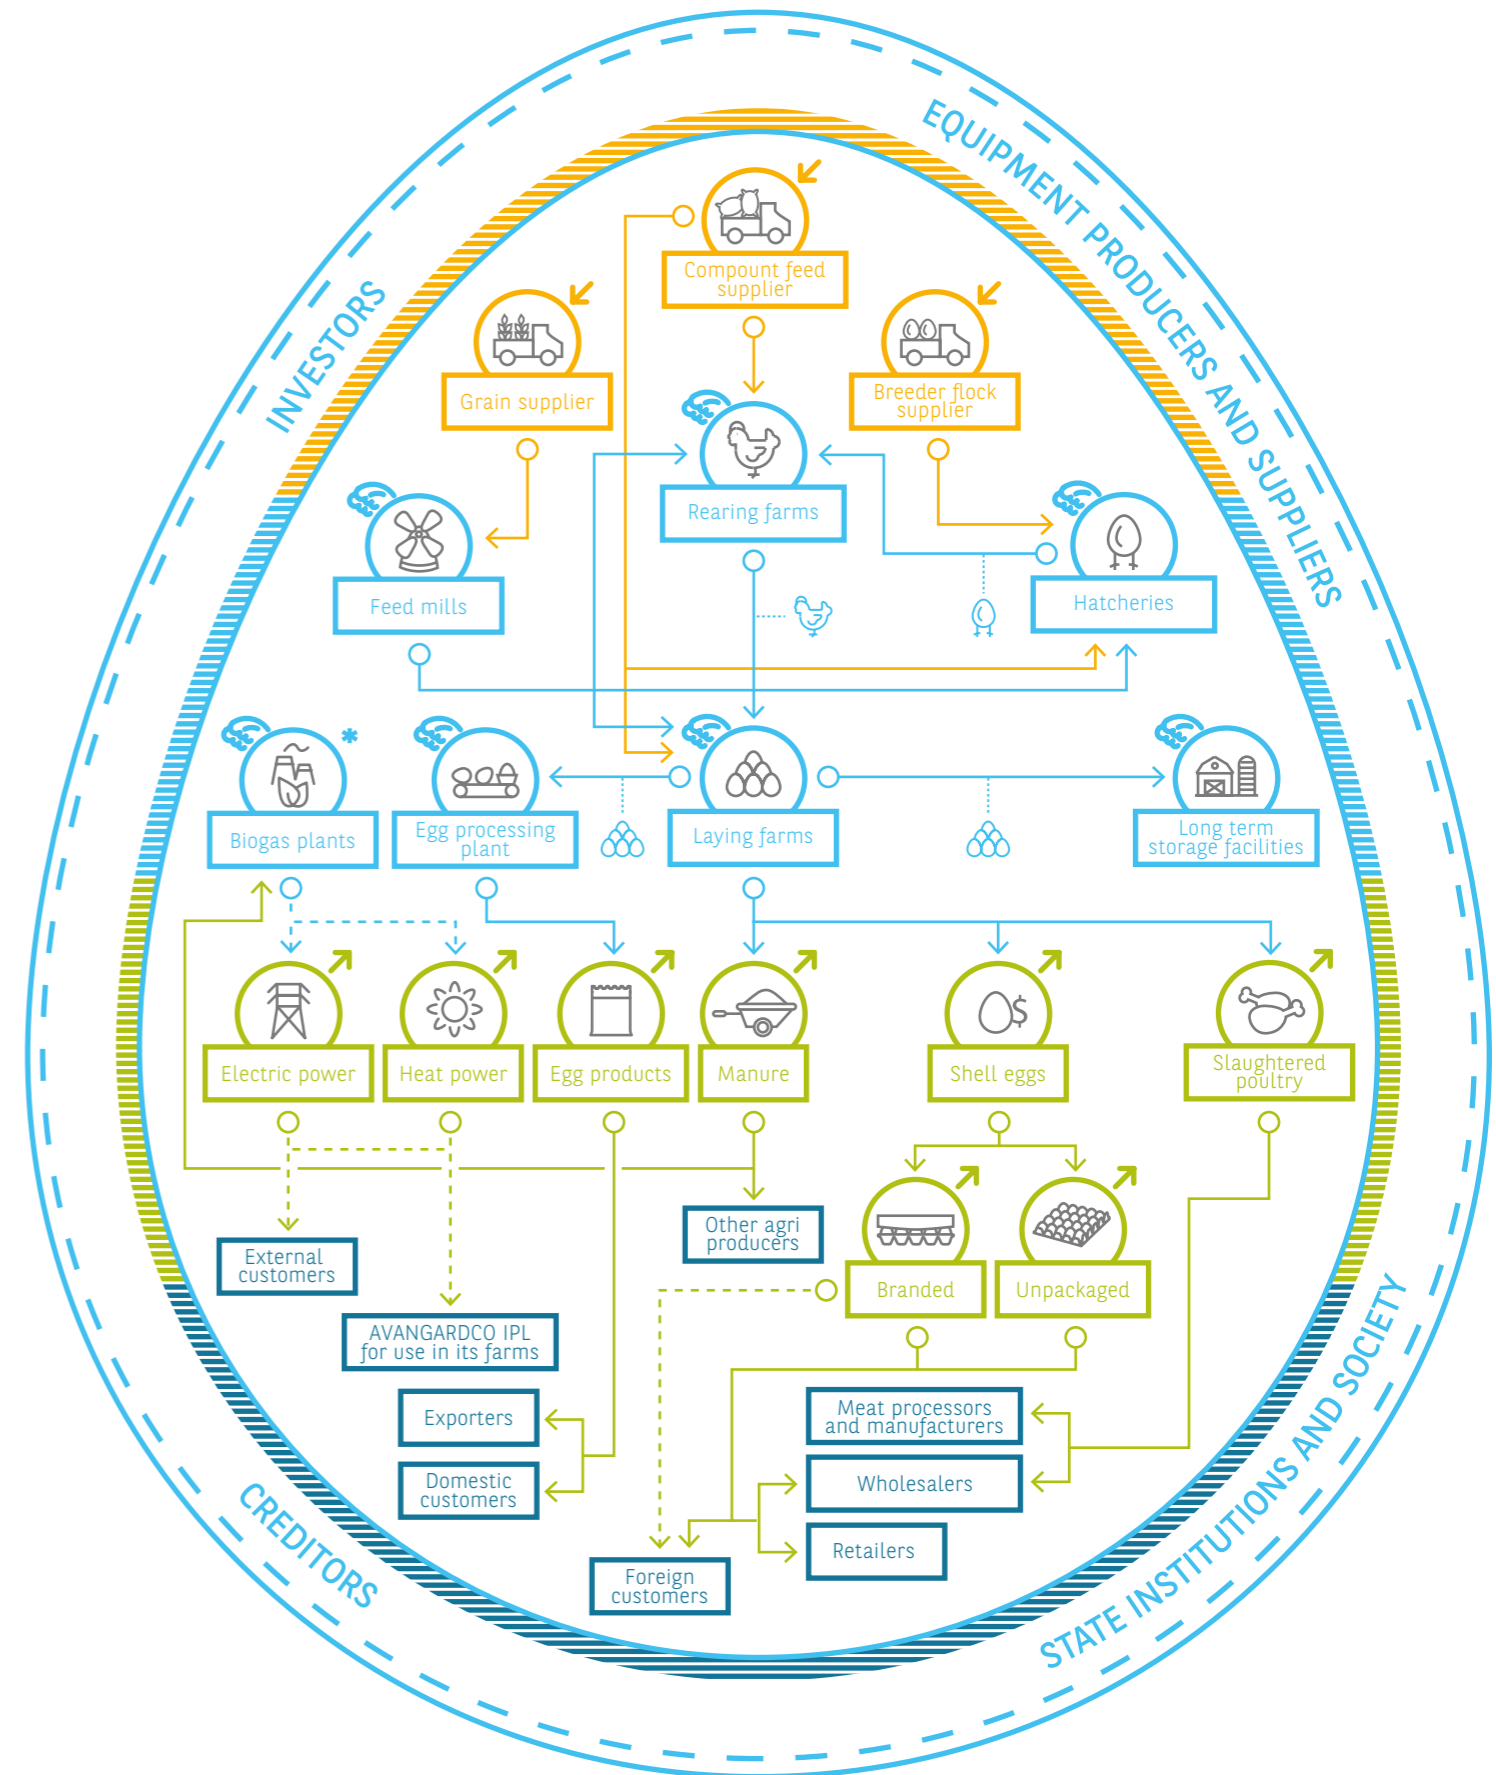 EQUIPMENT PRODUCERS AND SUPPLIERS
INVESTORS
Compount feed
supplier
Grain supplier
Breeder flock
supplier
Rearing farms
Feed mills
Hatcheries
*
Biogas plants
Egg processing
plant
Laying farms
Long term
storage facilities
$
Electric power
Heat power
Egg products
Manure
Shell eggs
Slaughtered
poultry
Other agri
producers
External
customers
Branded
Unpackaged
AVANGARDCO IPL
for use in its farms
Exporters
Meat processors
and manufacturers
Domestic
customers
Wholesalers
Retailers
Foreign
customers
CREDITORS
STATE INSTITUTIONS AND SOCIETY